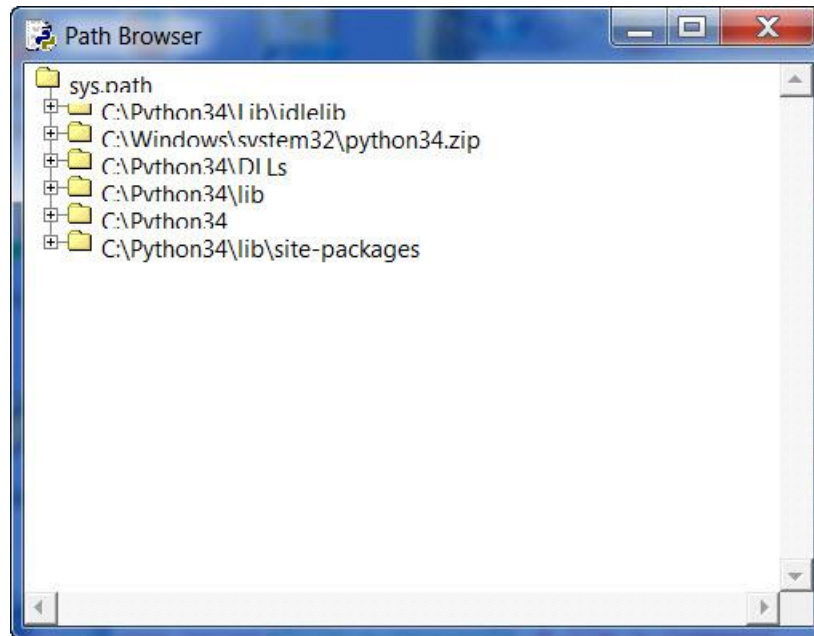 Path Browser
sys.path
C:\Python34\Lib\idlelib
C:\Windows\system32\python34.zip
C:\Python34\DLLs
C:\Python34\lib
C:\Python34
C:\Python34\lib\site-packages